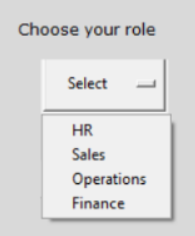 Choose your role
Select
HR
Sales
Operations
Finance